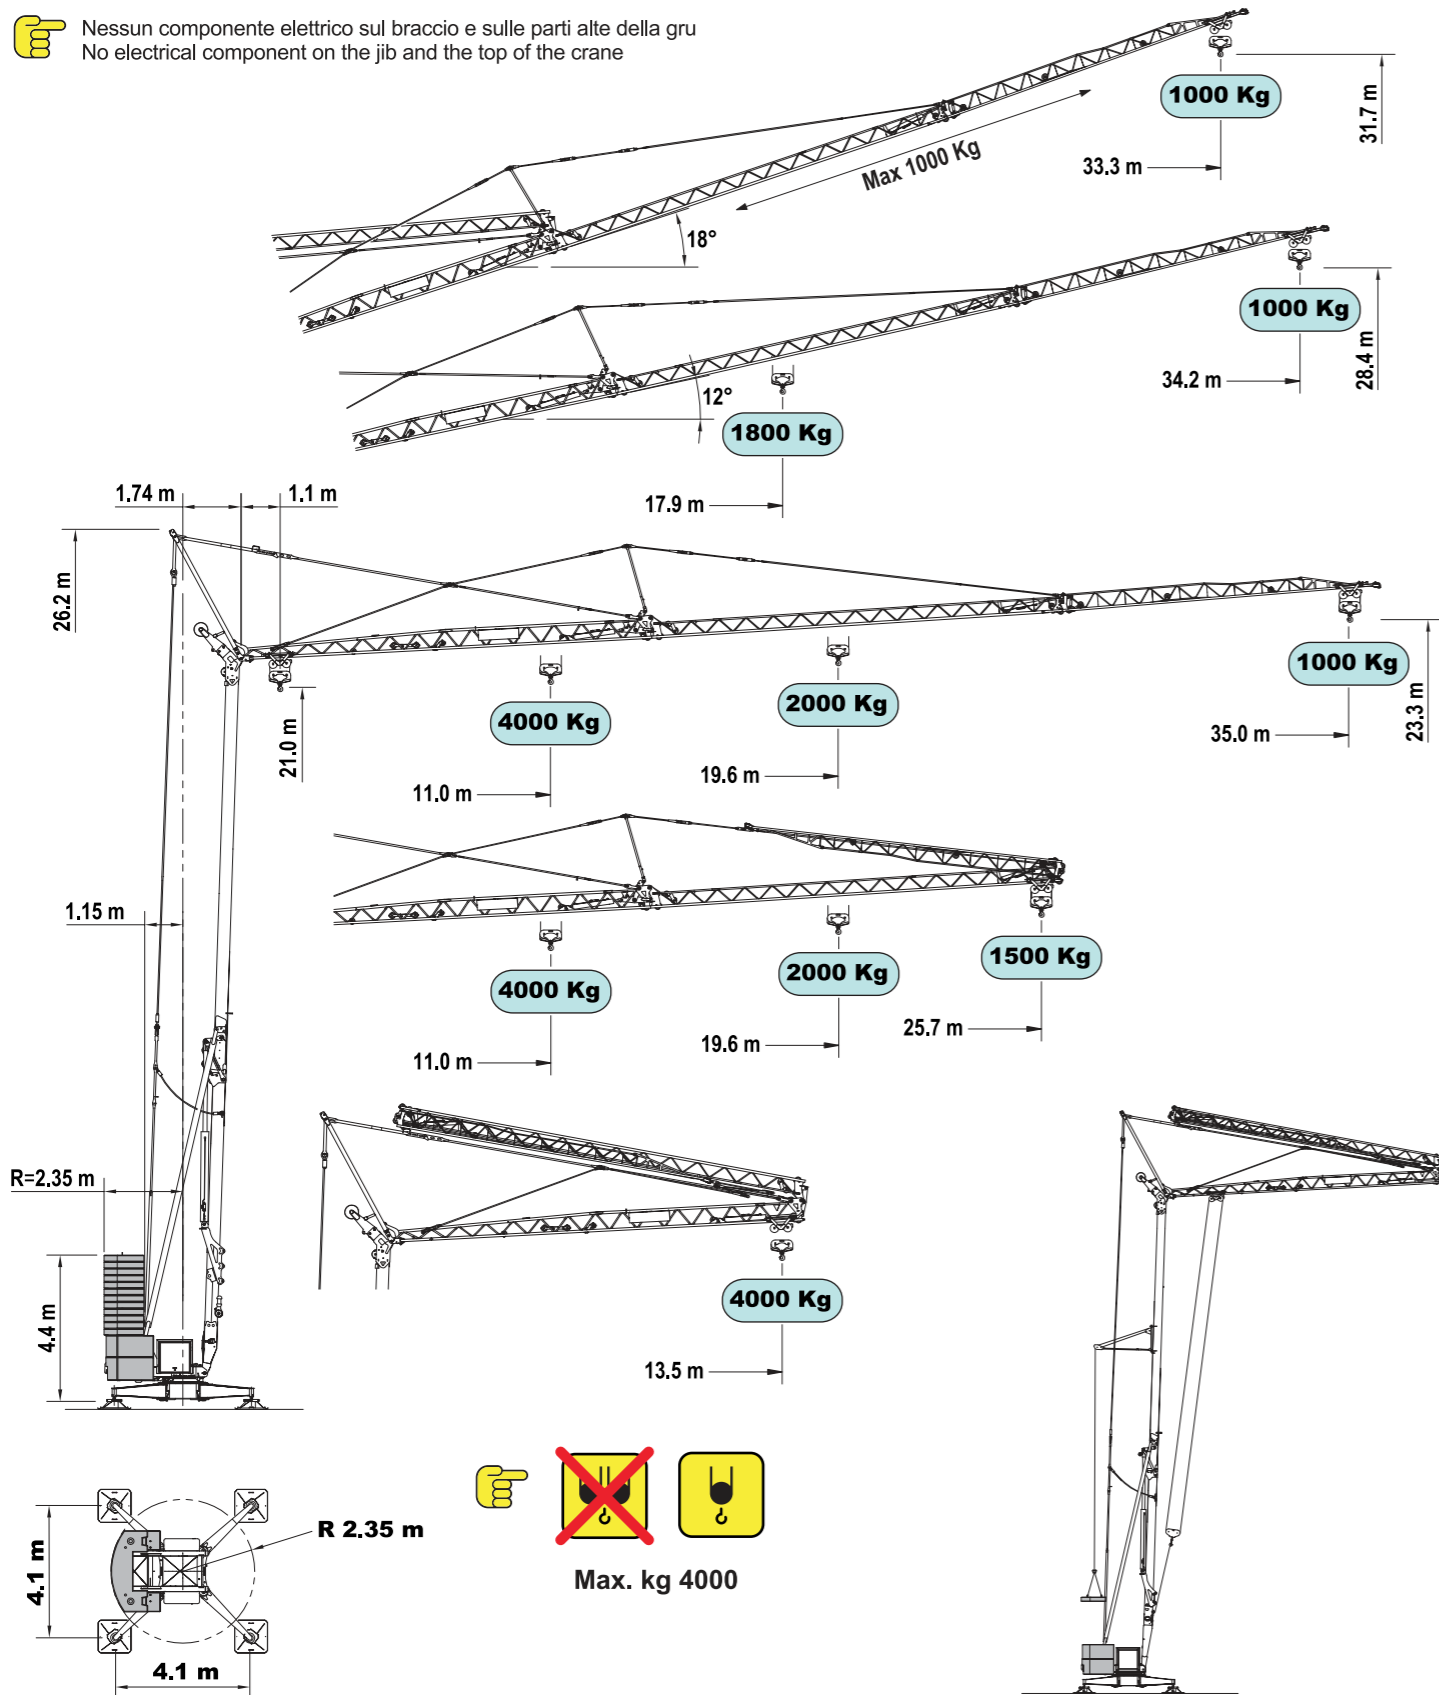 Nessun componente elettrico sul braccio e sulle parti alte della gru
No electrical component on the jib and the top of the crane
1000 Kg
31.7 m
33.3 m
Max 1000 Kg
18°
1000 Kg
28.4 m
34.2 m
12°
1800 Kg
17.9 m
1.74 m
1.1 m
26.2 m
21.0 m
4000 Kg
11.0 m
2000 Kg
19.6 m
1000 Kg
35.0 m
23.3 m
1.15 m
4000 Kg
11.0 m
2000 Kg
19.6 m
1500 Kg
25.7 m
R=2.35 m
4.4 m
4000 Kg
13.5 m
R 2.35 m
4.1 m
4.1 m
Max. kg 4000